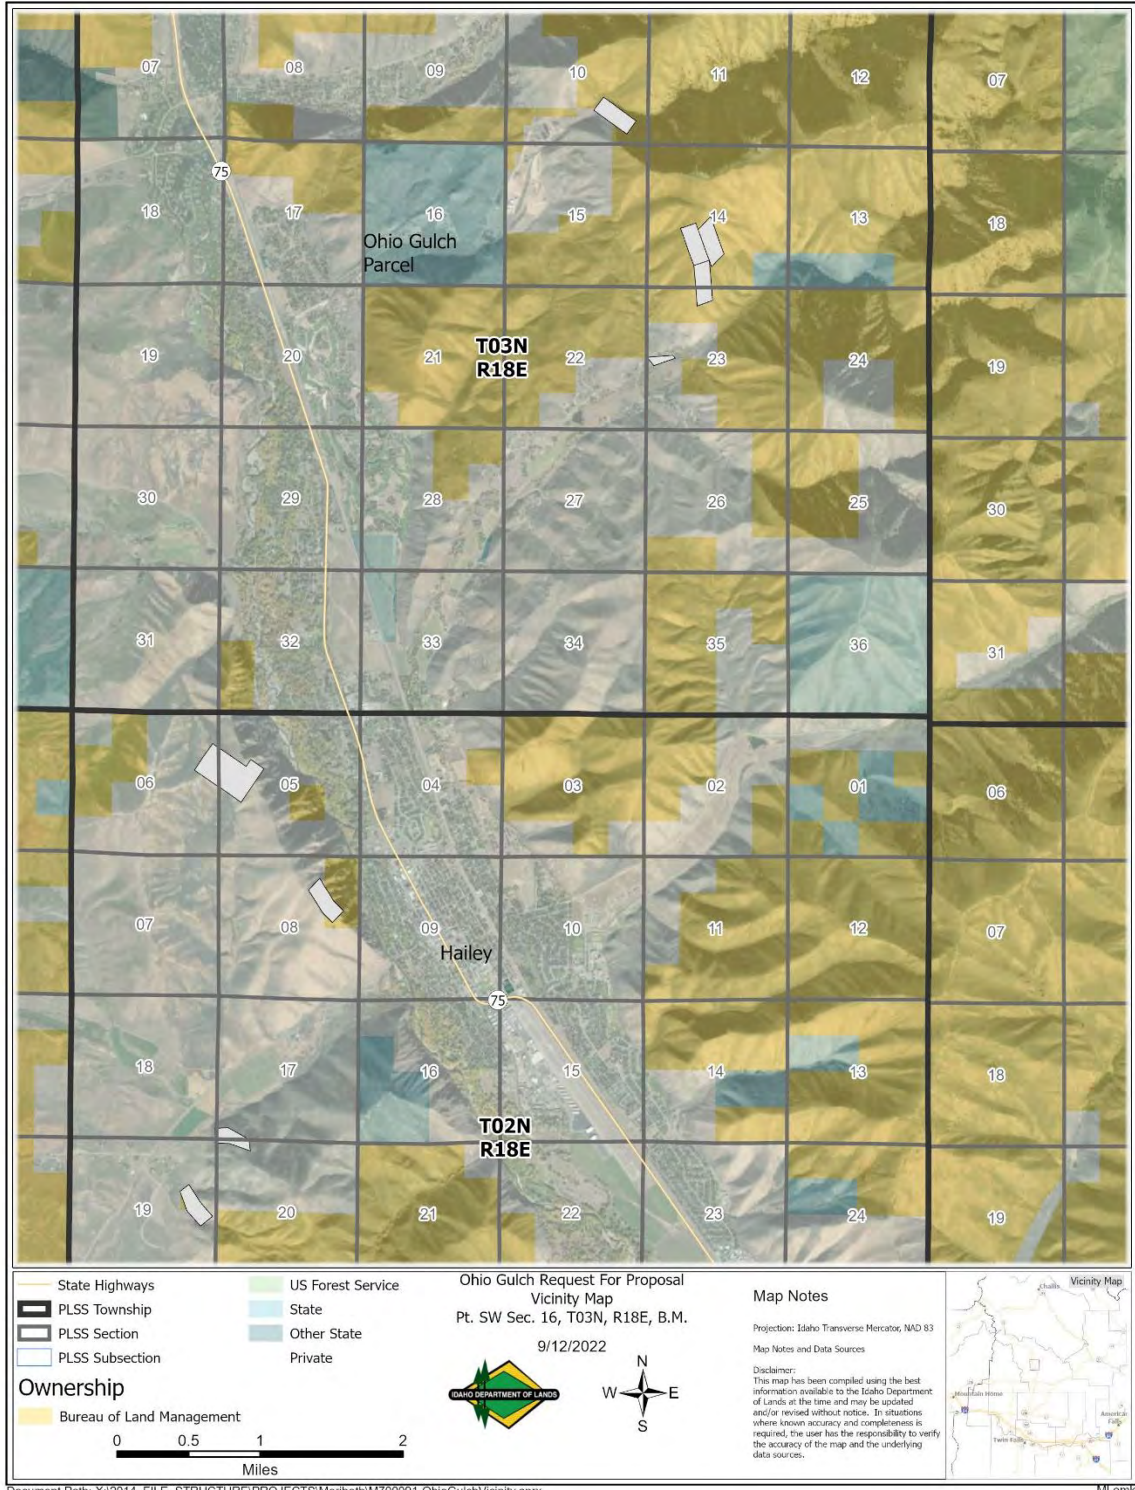 07
08
09
10
11
12
07
75
18
17
16
15
14
13
18
Ohio Gulch
Parcel
19
20
21
T03N
R18E
22
23
24
19
30
29
28
27
26
25
30
31
32
33
34
35
36
31
06
05
04
03
02
01
06
07
08
09
10
11
12
07
Hailey
75
18
17
16
15
14
13
18
T02N
R18E
19
20
21
22
23
24
19
State Highways
PLSS Township
PLSS Section
PLSS Subsection
Ownership
Bureau of Land Management
US Forest Service
State
Other State
Private
0 0.5 1 2
Miles
Ohio Gulch Request For Proposal
Vicinity Map
Pt. SW Sec. 16, T03N, R18E, B.M.
9/12/2022
IDAHO DEPARTMENT OF LANDS
N
W E
S
Map Notes
Projection: Idaho Transverse Mercator, NAD 83
Map Notes and Data Sources
Disclaimer:
This map has been compiled using the best
information available to the Idaho Department
of Lands at the time and may be updated
and/or revised without notice. In situations
where known accuracy and completeness is
required, the user has the responsibility to verify
the accuracy of the map and the underlying
data sources.
Vicinity Map
Challis
Mountain Home
American
Falls
Twin Falls